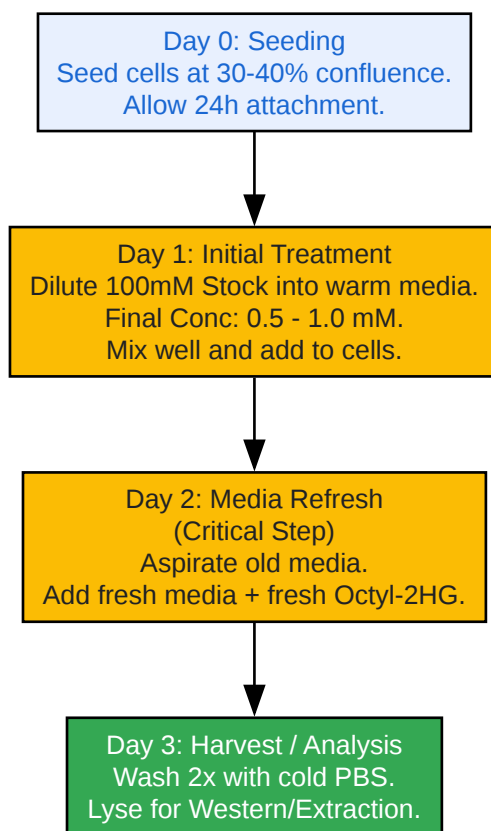 Day 0: Seeding
Seed cells at 30-40% confluence.
Allow 24h attachment.
Day 1: Initial Treatment
Dilute 100mM Stock into warm media.
Final Conc: 0.5 - 1.0 mM.
Mix well and add to cells.
Day 2: Media Refresh
(Critical Step)
Aspirate old media.
Add fresh media + fresh Octyl-2HG.
Day 3: Harvest / Analysis
Wash 2x with cold PBS.
Lyse for Western/Extraction.